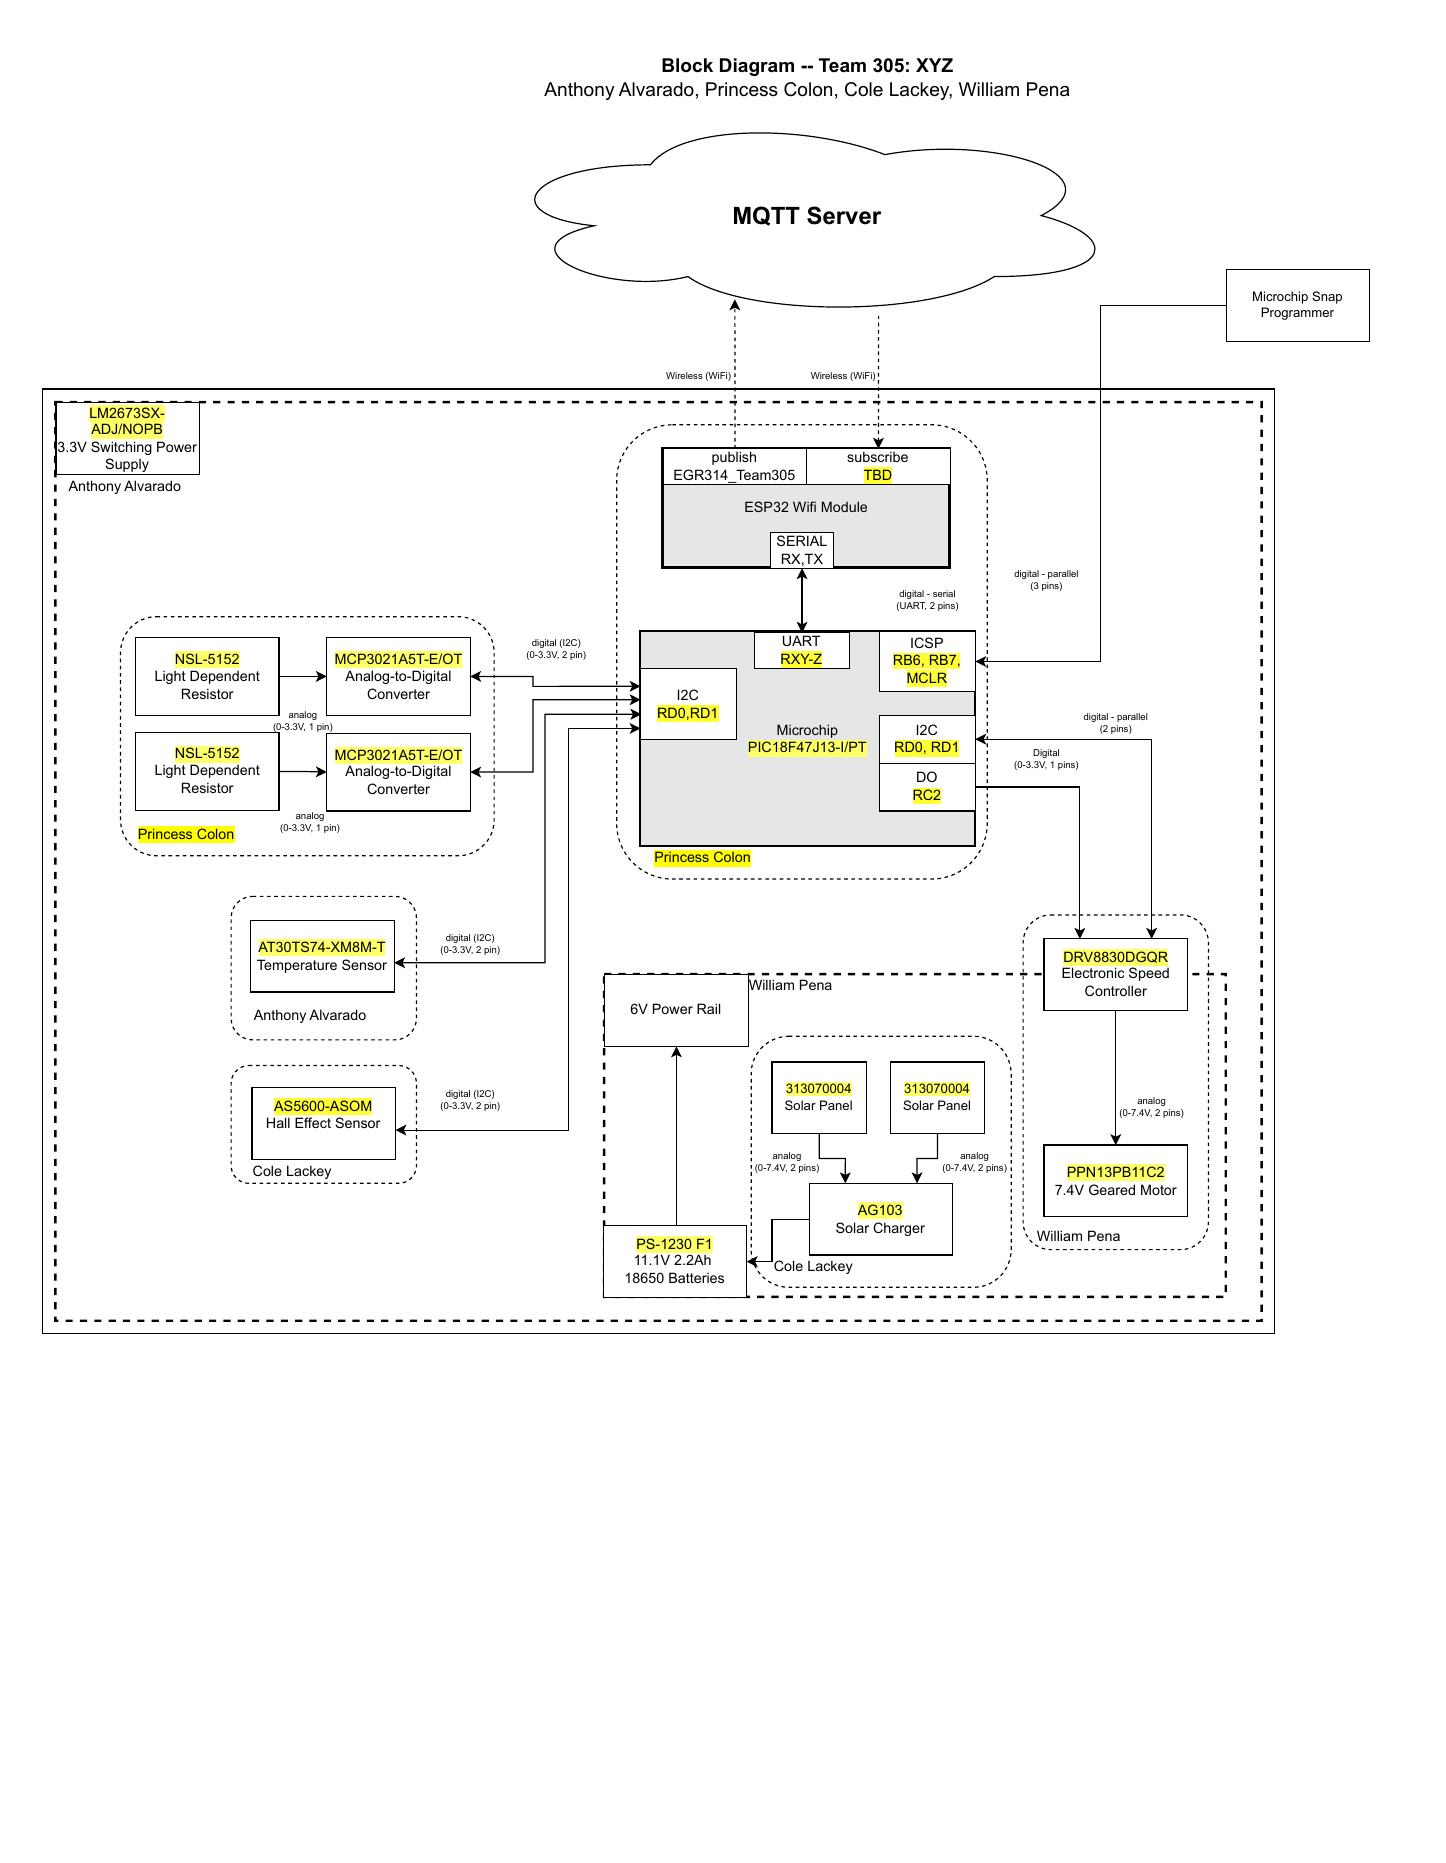 Block Diagram -- Team 305: XYZ
Anthony Alvarado, Princess Colon, Cole Lackey, William Pena
MQTT Server
Microchip Snap
Programmer
Wireless (WiFi)
Wireless (WiFi)
LM2673SX-
ADJ/NOPB
3.3V Switching Power
Supply
Anthony Alvarado
publish
EGR314_Team305
subscribe
TBD
ESP32 Wifi Module
SERIAL
RX,TX
digital - serial
(UART, 2 pins)
digital - parallel
(3 pins)
NSL-5152
Light Dependent
Resistor
MCP3021A5T-E/OT
Analog-to-Digital
Converter
analog
(0-3.3V, 1 pin)
NSL-5152
Light Dependent
Resistor
MCP3021A5T-E/OT
Analog-to-Digital
Converter
analog
(0-3.3V, 1 pin)
Princess Colon
digital (I2C)
(0-3.3V, 2 pin)
UART
RXY-Z
ICSP
RB6, RB7,
MCLR
I2C
RD0,RD1
Microchip
PIC18F47J13-I/PT
I2C
RD0, RD1
DO
RC2
Princess Colon
digital - parallel
(2 pins)
Digital
(0-3.3V, 1 pins)
AT30TS74-XM8M-T
Temperature Sensor
Anthony Alvarado
digital (I2C)
(0-3.3V, 2 pin)
AS5600-ASOM
Hall Effect Sensor
Cole Lackey
digital (I2C)
(0-3.3V, 2 pin)
6V Power Rail
William Pena
313070004
Solar Panel
313070004
Solar Panel
analog
(0-7.4V, 2 pins)
analog
(0-7.4V, 2 pins)
AG103
Solar Charger
Cole Lackey
PS-1230 F1
11.1V 2.2Ah
18650 Batteries
DRV8830DGQR
Electronic Speed
Controller
analog
(0-7.4V, 2 pins)
PPN13PB11C2
7.4V Geared Motor
William Pena